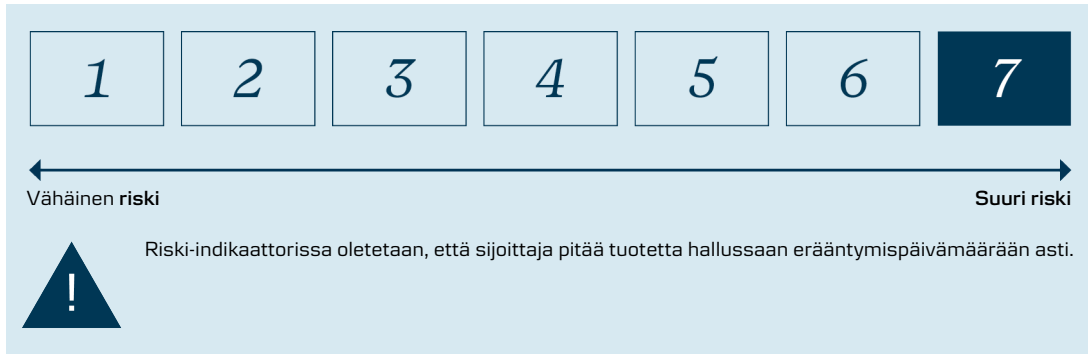 1 2 3 4 5 6 7
Vähäinen riski Suuri riski
Riski-indikaattorissa oletetaan, että sijoittaja pitää tuotetta hallussaan erääntymispäivämäärään asti.
!